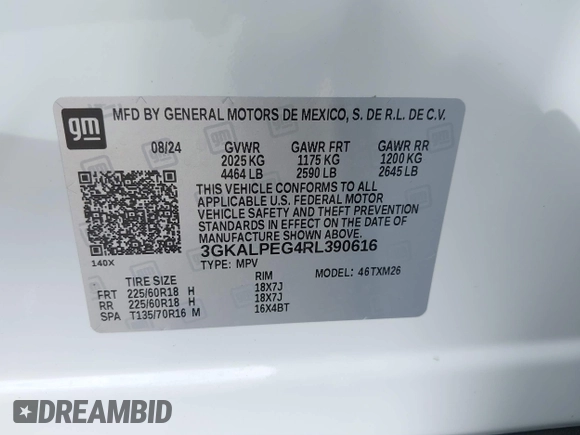 gm
MFD BY GENERAL MOTORS DE MEXICO, S. DE R.L. DE C.V.
08/24 GVWR GAWR FRT GAWR RR
2025 KG 1175 KG 1200 KG
4464 LB 2590 LB 2645 LB
THIS VEHICLE CONFORMS TO ALL
APPLICABLE U.S. FEDERAL MOTOR
VEHICLE SAFETY AND THEFT PREVENTION
STANDARDS IN EFFECT ON THE DATE OF
MANUFACTURE SHOWN ABOVE.
3GKALPEG4RL390616
140X TYPE: MPV MODEL: 46TXM26
TIRE SIZE RIM
FRT 225/60R18 H 18X7J
RR 225/60R18 H 18X7J
SPA T135/70R16 M 16X4BT
DREAMBID